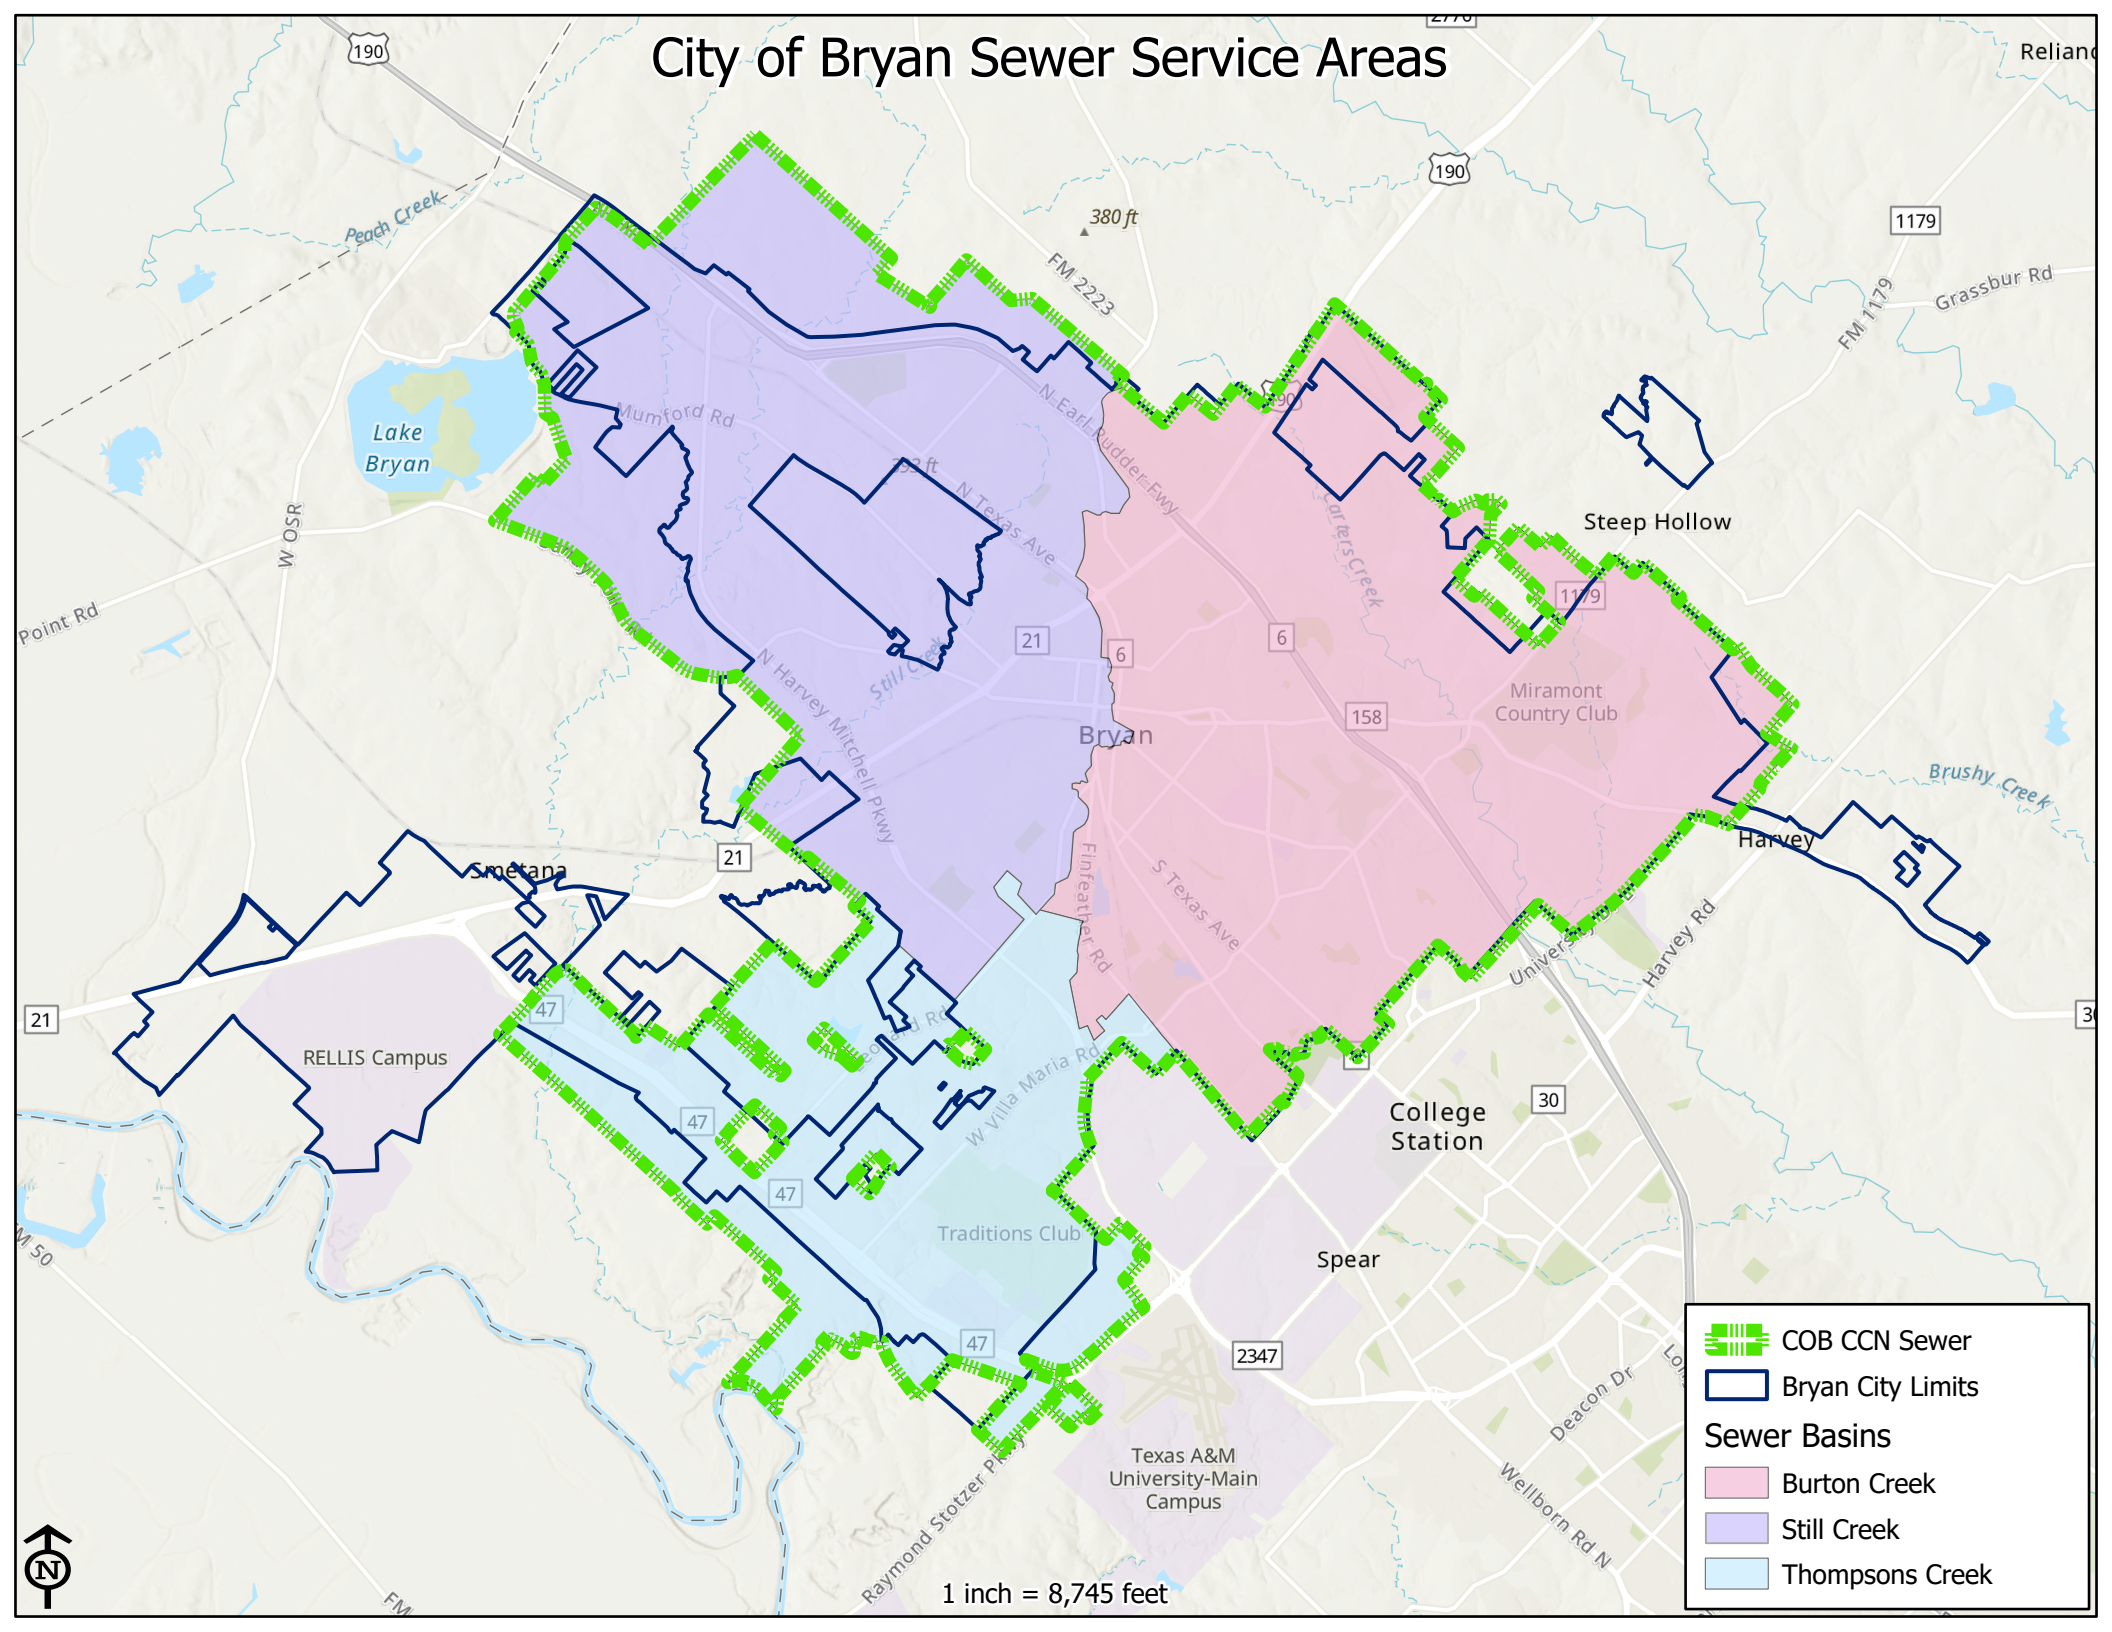 City of Bryan Sewer Service Areas
190
Peach Creek
380 ft
FM 2223
190
1179
Grassbur Rd
FM 1179
Lake
Bryan
Mumford Rd
N Earl Rudder Fwy
393 ft
N Texas Ave
Carters Creek
Steep Hollow
1179
W OSR
Point Rd
21
6
6
Still Creek
N Harvey Mitchell Pkwy
Bryan
158
Miramont
Country Club
Brushy Creek
Harvey
Smetana
21
Finfeather Rd
S Texas Ave
Harvey Rd
21
47
RELLIS Campus
W Villa Maria Rd
College
Station
30
47
47
Traditions Club
Spear
FM 50
47
2347
Deacon Dr
Texas A&M
University-Main
Campus
Wellborn Rd N
Raymond Stotzer Pkwy
FM
N
1 inch = 8,745 feet
COB CCN Sewer
Bryan City Limits
Sewer Basins
Burton Creek
Still Creek
Thompsons Creek